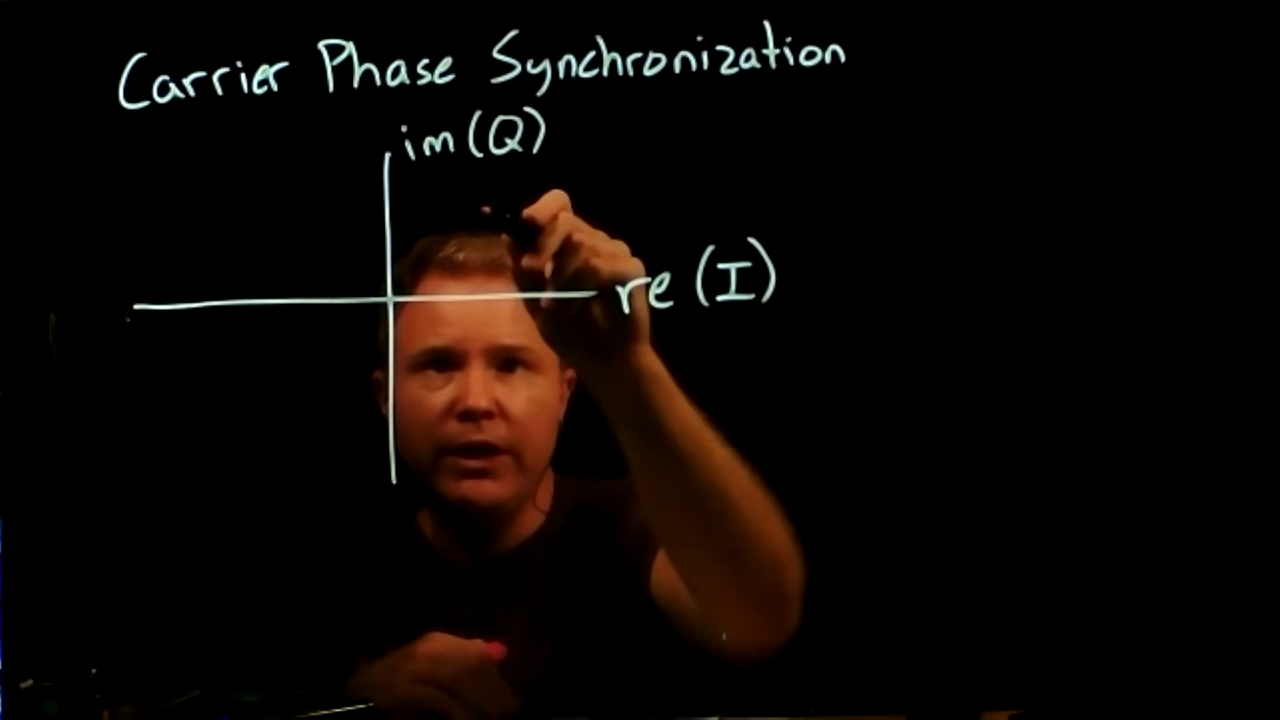 Carrier Phase Synchronization
im (Q)
re (I)